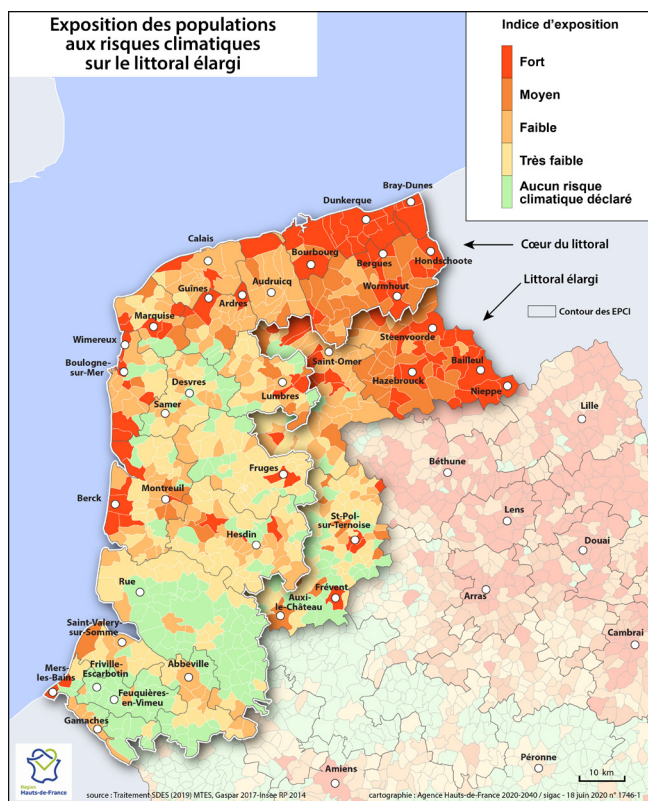 Exposition des populations
aux risques climatiques
sur le littoral élargi
Indice d'exposition
Fort
Moyen
Faible
Très faible
Aucun risque
climatique déclaré
Bray-Dunes
Dunkerque
Cœur du littoral
Calais
Bourbourg
Bergues
Hondschoote
Littoral élargi
Guînes
Ardres
Audruicq
Wormhout
Contour des EPCI
Marquise
Steenvoorde
Wimereux
Saint-Omer
Bailleul
Boulogne-
sur-Mer
Desvres
Hazebrouck
Nieppe
Lumbres
Samer
Lille
Fruges
Béthune
Berck
Montreuil
St-Pol-
sur-Ternoise
Lens
Hesdin
Douai
Rue
Auxi-
le-Château
Frévent
Arras
Saint-Valery-
sur-Somme
Cambrai
Mers-
les-Bains
Friville-
Escarbotin
Abbeville
Feuquières-
en-Vimeu
Gamaches
Amiens
Péronne
10 km
Région
Hauts-de-France
source : Traitement SDES (2019) MTES, Gaspar 2017-Insee RP 2014
cartographie : Agence Hauts-de-France 2020-2040 / sigac - 18 juin 2020 n° 1746-1